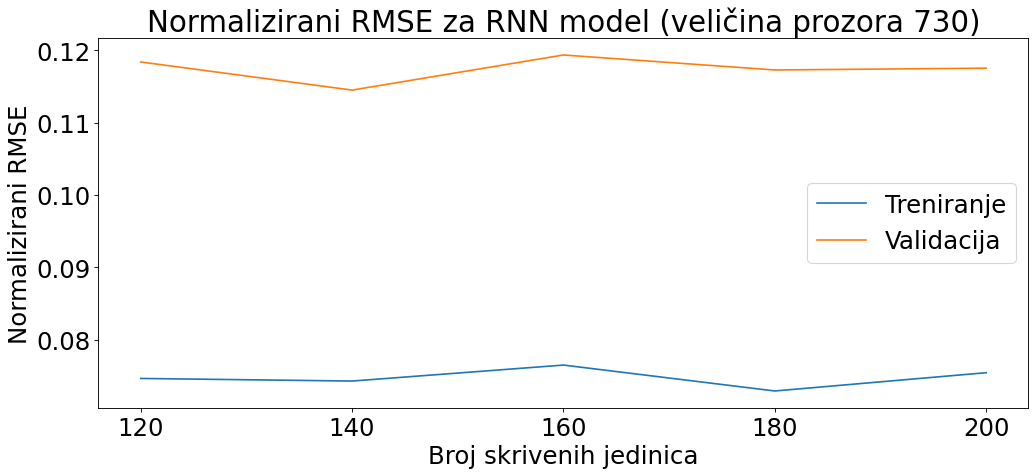 Normalizirani RMSE za RNN model (veličina prozora 730)
Normalizirani RMSE
0.12
0.11
0.10
0.09
0.08
Treniranje
Validacija
120 140 160 180 200
Broj skrivenih jedinica